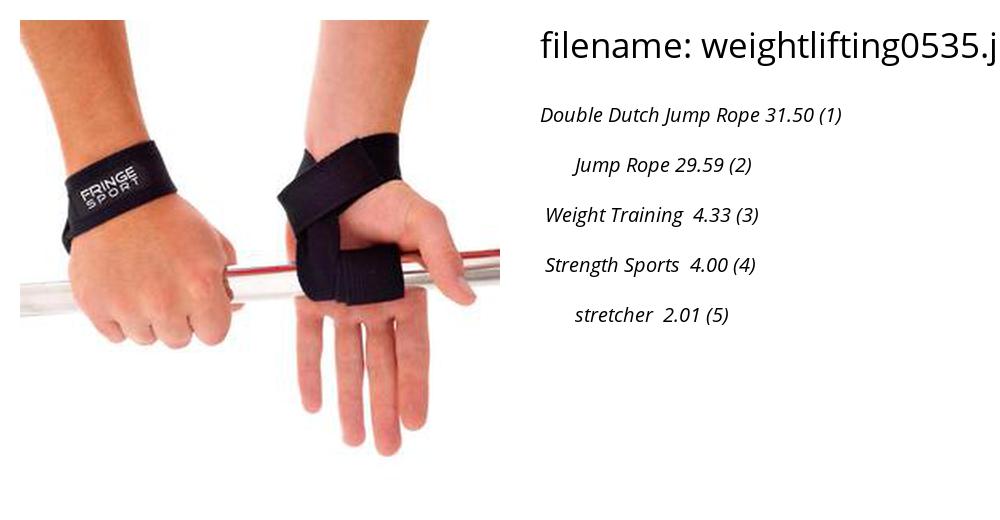 FRINGE
SPORT
filename: weightlifting0535.j
Double Dutch Jump Rope 31.50 (1)
Jump Rope 29.59 (2)
Weight Training 4.33 (3)
Strength Sports 4.00 (4)
stretcher 2.01 (5)